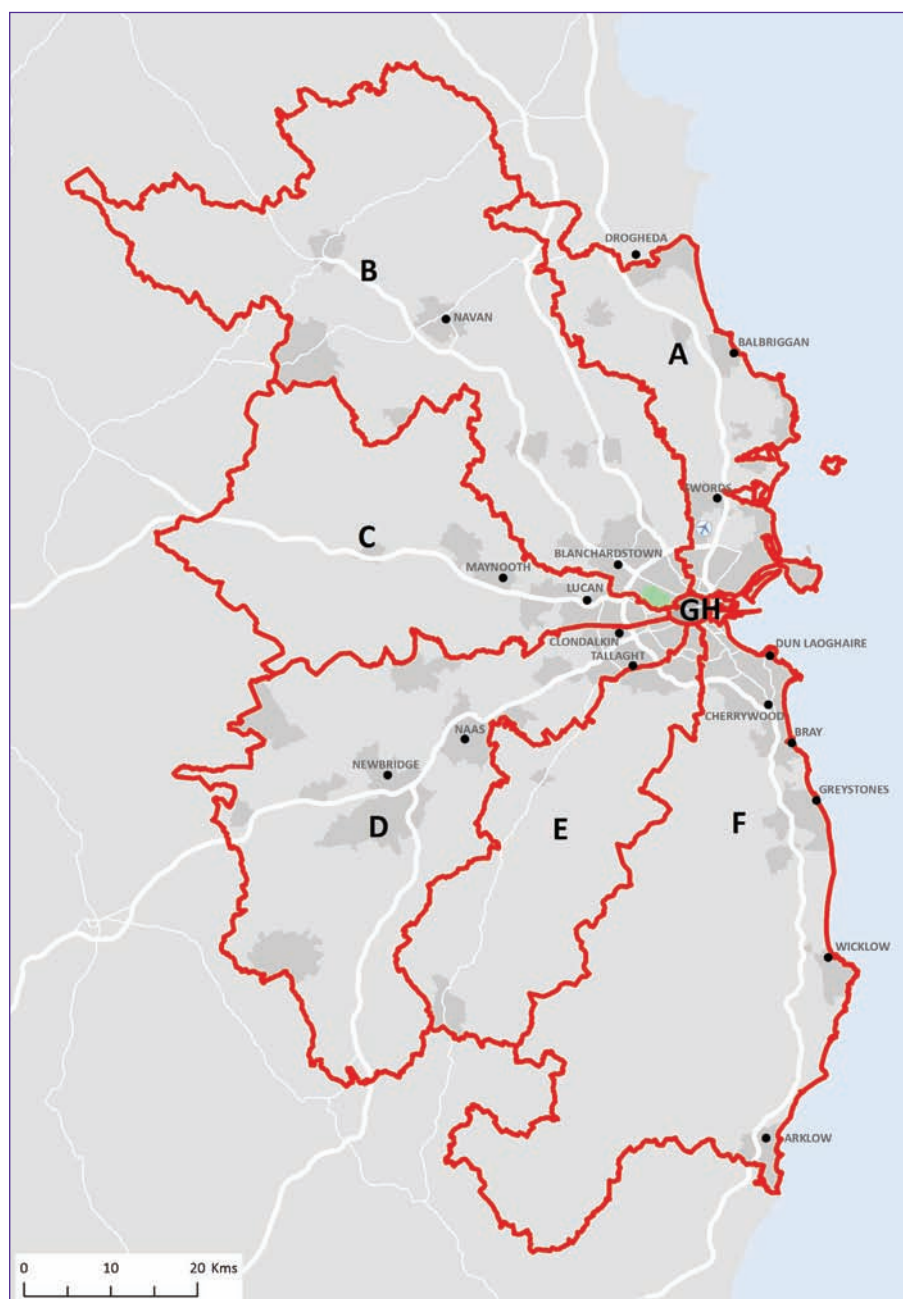 DROGHEDA
B
NAVAN
A
BALBRIGGAN
SWORDS
C
BLANCHARDSTOWN
MAYNOOTH
LUCAN
GH
CLONDALKIN
DUN LAOGHAIRE
TALLAGHT
CHERRYWOOD
NAAS
BRAY
NEWBRIDGE
GREYSTONES
D
E
F
WICKLOW
ARKLOW
0 10 20 Kms